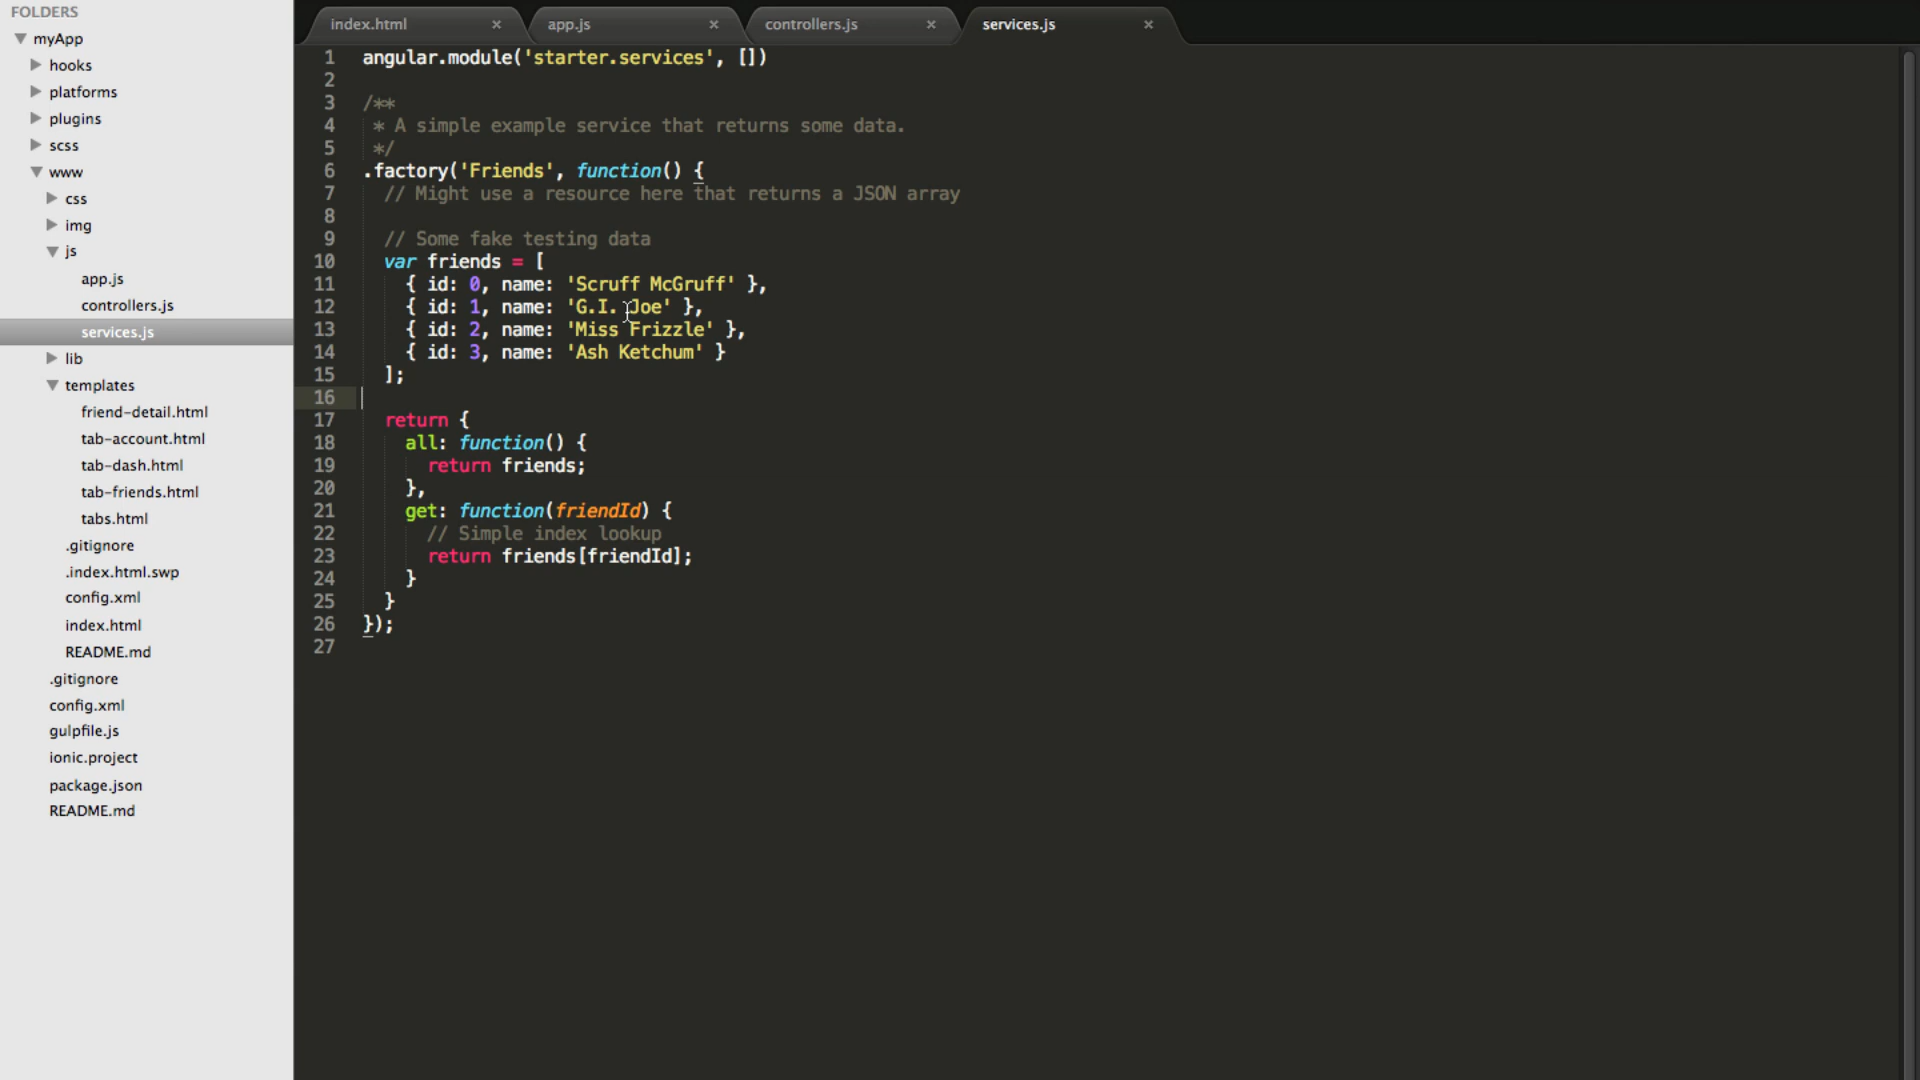 FOLDERS
myApp
hooks
platforms
plugins
scss
www
css
img
js
app.js
controllers.js
services.js
lib
templates
friend-detail.html
tab-account.html
tab-dash.html
tab-friends.html
tabs.html
.gitignore
.index.html.swp
config.xml
index.html
README.md
.gitignore
config.xml
gulpfile.js
ionic.project
package.json
README.md
index.html × app.js × controllers.js × services.js ×
1 angular.module('starter.services', [])
2
3 /**
4  * A simple example service that returns some data.
5  */
6 .factory('Friends', function() {
7   // Might use a resource here that returns a JSON array
8
9   // Some fake testing data
10   var friends = [
11     { id: 0, name: 'Scruff McGruff' },
12     { id: 1, name: 'G.I. Joe' },
13     { id: 2, name: 'Miss Frizzle' },
14     { id: 3, name: 'Ash Ketchum' }
15   ];
16
17   return {
18     all: function() {
19       return friends;
20     },
21     get: function(friendId) {
22       // Simple index lookup
23       return friends[friendId];
24     }
25   }
26 });
27